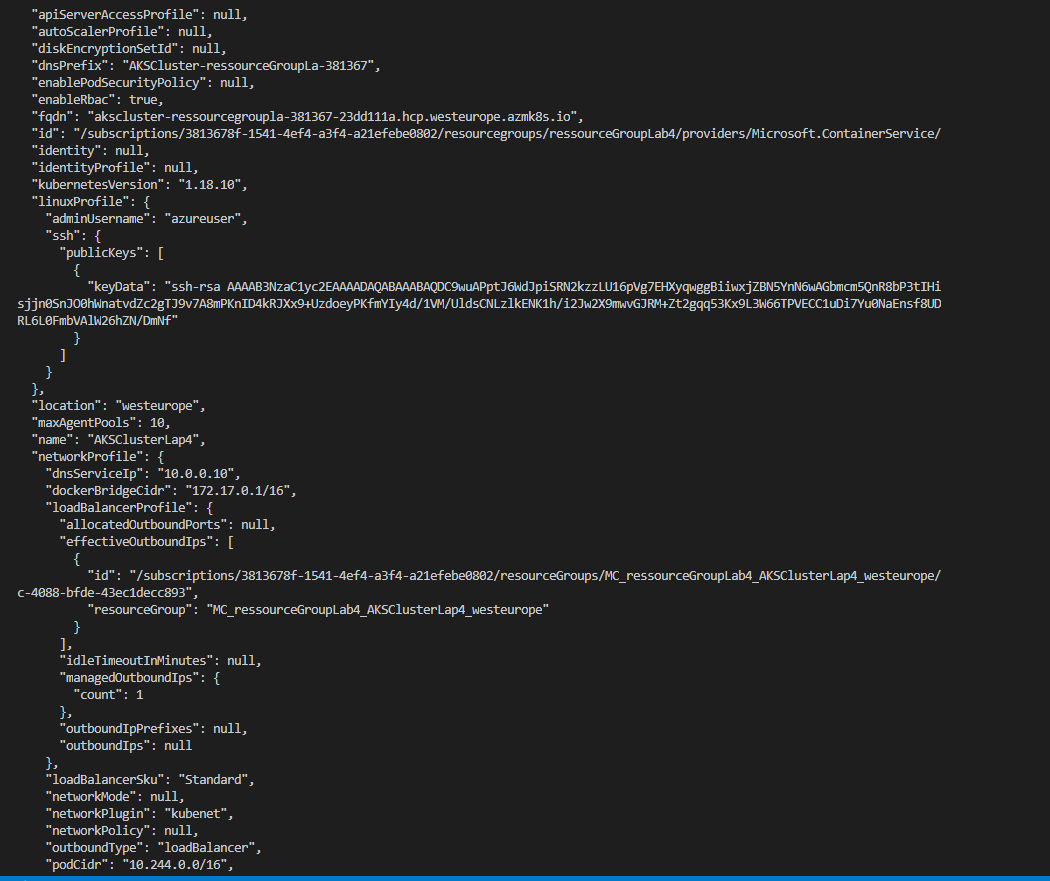 "apiServerAccessProfile": null,
"autoScalerProfile": null,
"diskEncryptionSetId": null,
"dnsPrefix": "AKSCluster-ressourceGroupLa-381367",
"enablePodSecurityPolicy": null,
"enableRbac": true,
"fqdn": "akscluster-ressourcegroupla-381367-23dd111a.hcp.westeurope.azmk8s.io",
"id": "/subscriptions/3813678f-1541-4ef4-a3f4-a21efebe0802/resourcegroups/ressourceGroupLab4/providers/Microsoft.ContainerService/
"identity": null,
"identityProfile": null,
"kubernetesVersion": "1.18.10",
"linuxProfile": {
"adminUsername": "azureuser",
"ssh": {
"publicKeys": [
{
"keyData": "ssh-rsa AAAAB3NzaC1yc2EAAAADAQABAAABAQDC9wuAPptJ6WdJpiSRN2kzzLU16pVg7EHXyqwggBiiwxjZBN5YnN6wAGbmcm5QnR8bP3tIHi
sjjn0SnJO0hWnatvdZc2gTJ9v7A8mPKnID4kRJXx9+UzdoeyPKfmYIy4d/1VM/UldsCNLzlkENK1h/i2Jw2X9mwvGJRM+Zt2gqq53Kx9L3W66TPVECC1uDi7Yu0NaEnsf8UD
RL6L0FmbVAlW26hZN/DmNf"
}
]
}
},
"location": "westeurope",
"maxAgentPools": 10,
"name": "AKSClusterLap4",
"networkProfile": {
"dnsServiceIp": "10.0.0.10",
"dockerBridgeCidr": "172.17.0.1/16",
"loadBalancerProfile": {
"allocatedOutboundPorts": null,
"effectiveOutboundIps": [
{
"id": "/subscriptions/3813678f-1541-4ef4-a3f4-a21efebe0802/resourceGroups/MC_ressourceGroupLab4_AKSClusterLap4_westeurope/
c-4088-bfde-43ec1decc893",
"resourceGroup": "MC_ressourceGroupLab4_AKSClusterLap4_westeurope"
}
],
"idleTimeoutInMinutes": null,
"managedOutboundIps": {
"count": 1
},
"outboundIpPrefixes": null,
"outboundIps": null
},
"loadBalancerSku": "Standard",
"networkMode": null,
"networkPlugin": "kubenet",
"networkPolicy": null,
"outboundType": "loadBalancer",
"podCidr": "10.244.0.0/16",